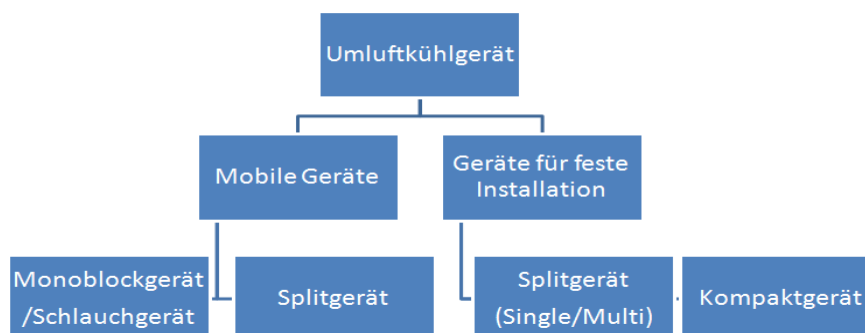 Umluftkühlgerät
Mobile Geräte
Geräte für feste
Installation
Monoblockgerät
/Schlauchgerät
Splitgerät
Splitgerät
(Single/Multi)
Kompaktgerät